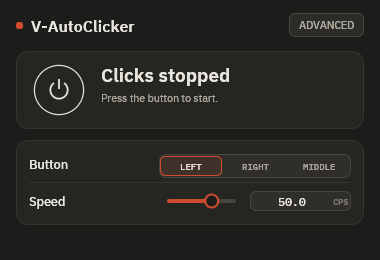 V-AutoClicker
ADVANCED
Clicks stopped
Press the button to start.
Button
LEFT RIGHT MIDDLE
Speed
50.0 CPS